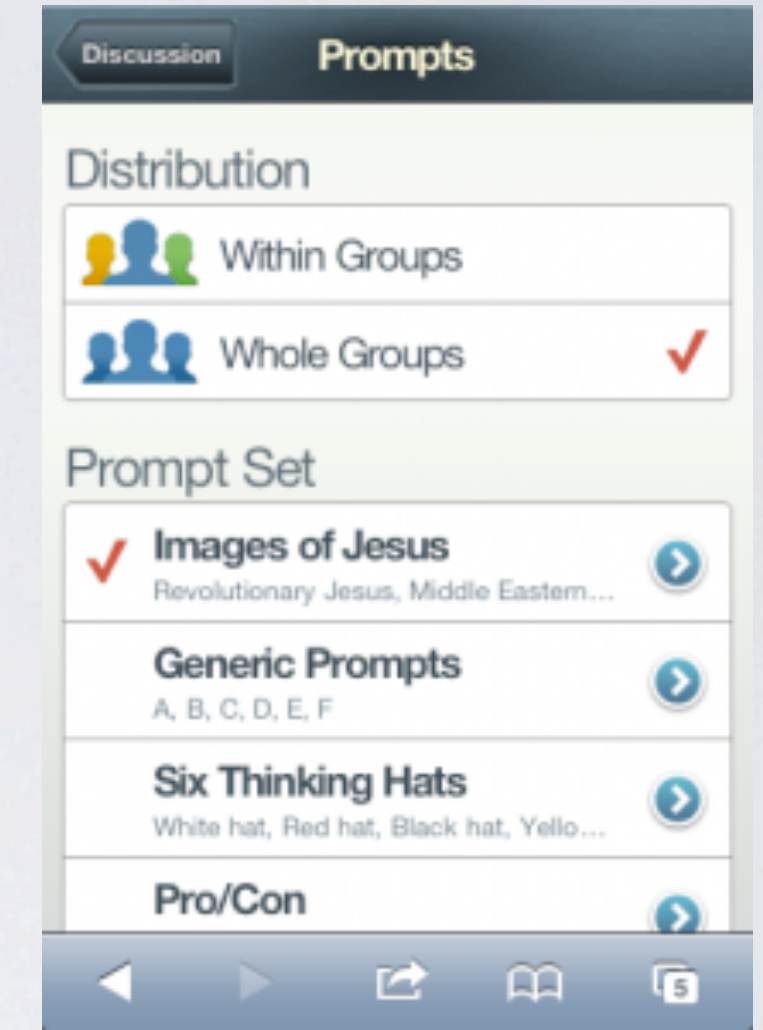 Discussion
Prompts
Distribution
Within Groups
Whole Groups
Prompt Set
Images of Jesus
Revolutionary Jesus, Middle Eastern...
Generic Prompts
A, B, C, D, E, F
Six Thinking Hats
White hat, Red hat, Black hat, Yello...
Pro/Con
5